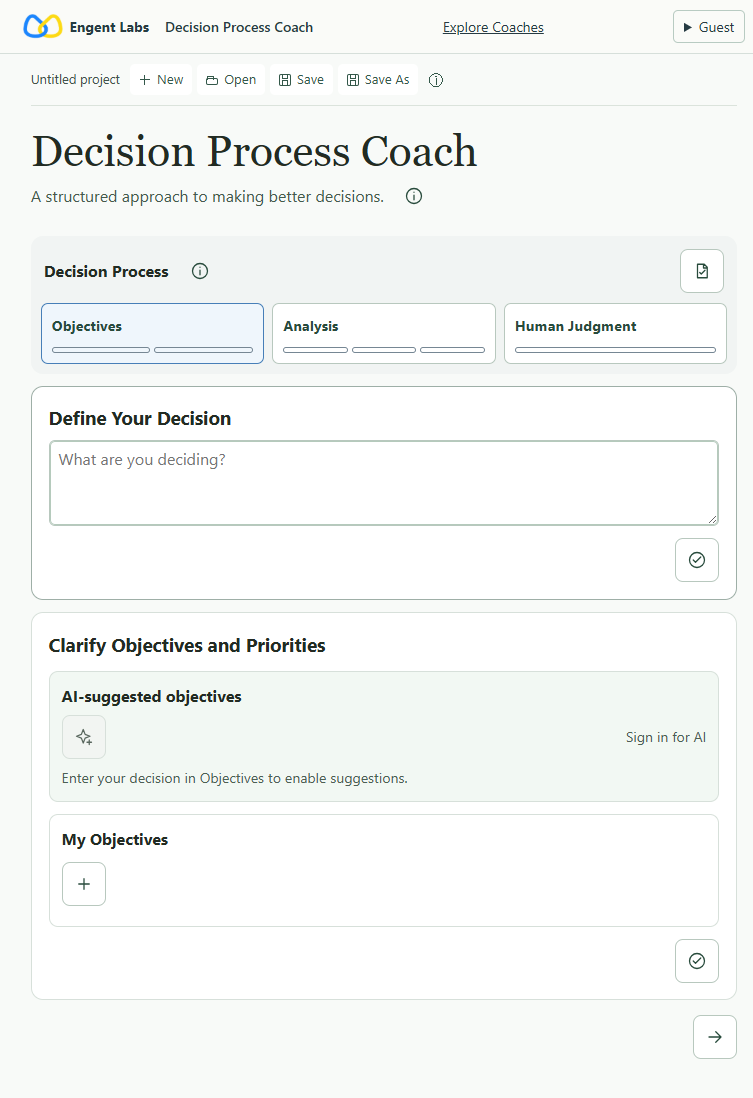 Engent Labs Decision Process Coach Explore Coaches Guest
Untitled project New Open Save Save As
Decision Process Coach
A structured approach to making better decisions.
Decision Process
Objectives Analysis Human Judgment
Define Your Decision
What are you deciding?
Clarify Objectives and Priorities
AI-suggested objectives
Sign in for AI
Enter your decision in Objectives to enable suggestions.
My Objectives